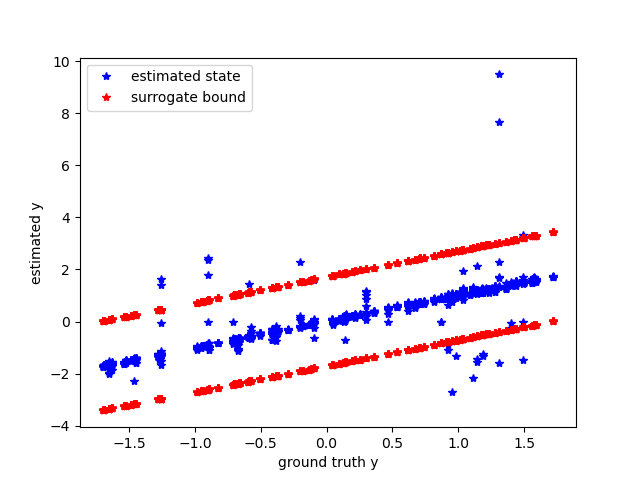 10
8
6
4
2
0
−2
−4
estimated y
estimated state
surrogate bound
−1.5 −1.0 −0.5 0.0 0.5 1.0 1.5
ground truth y